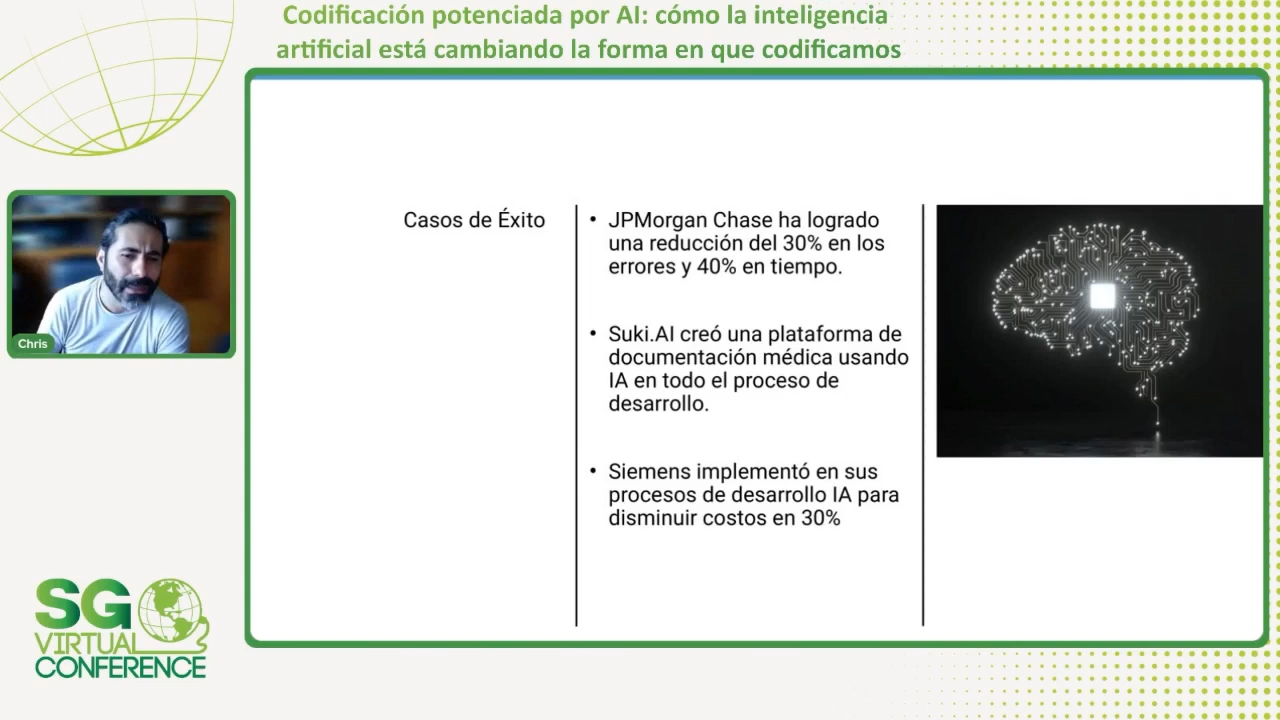 Codificación potenciada por AI: cómo la inteligencia
artificial está cambiando la forma en que codificamos
Chris
Casos de Éxito
• JPMorgan Chase ha logrado
una reducción del 30% en los
errores y 40% en tiempo.
• Suki.AI creó una plataforma de
documentación médica usando
IA en todo el proceso de
desarrollo.
• Siemens implementó en sus
procesos de desarrollo IA para
disminuir costos en 30%
SG
VIRTUAL
CONFERENCE